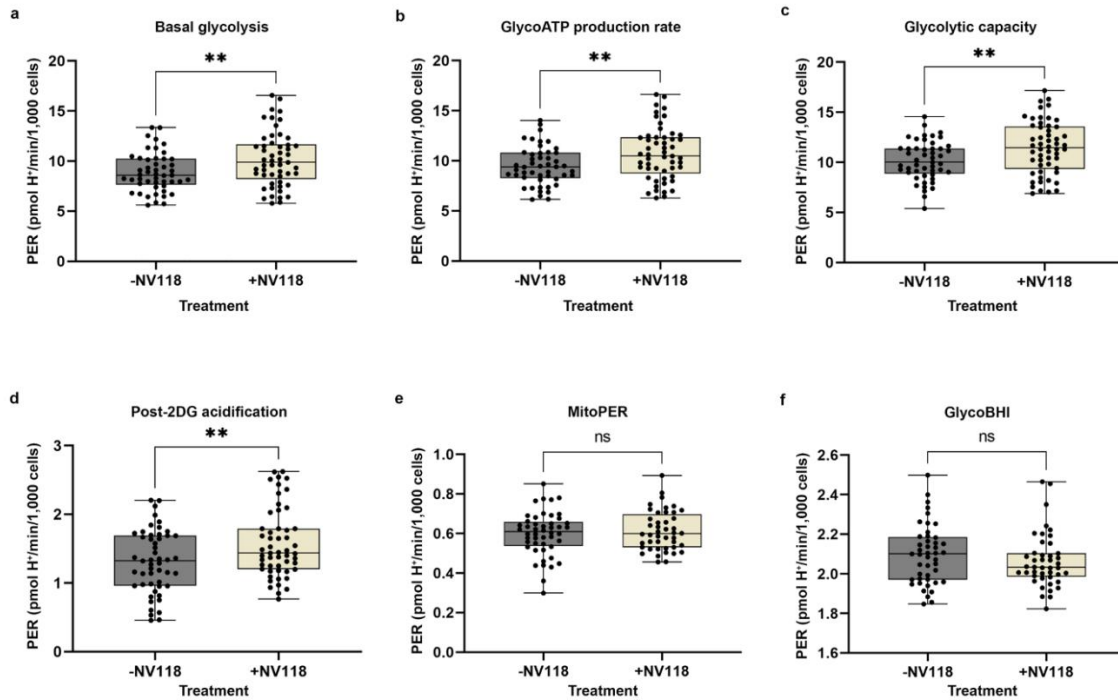 a
Basal glycolysis
PER (pmol H⁺/min/1,000 cells)
20
15
10
5
0
**
-NV118
+NV118
Treatment
b
GlycoATP production rate
PER (pmol H⁺/min/1,000 cells)
20
15
10
5
0
**
-NV118
+NV118
Treatment
c
Glycolytic capacity
PER (pmol H⁺/min/1,000 cells)
20
15
10
5
0
**
-NV118
+NV118
Treatment
d
Post-2DG acidification
PER (pmol H⁺/min/1,000 cells)
3
2
1
0
**
-NV118
+NV118
Treatment
e
MitoPER
PER (pmol H⁺/min/1,000 cells)
1.0
0.8
0.6
0.4
0.2
0.0
ns
-NV118
+NV118
Treatment
f
GlycoBHI
PER (pmol H⁺/min/1,000 cells)
2.6
2.4
2.2
2.0
1.8
1.6
ns
-NV118
+NV118
Treatment